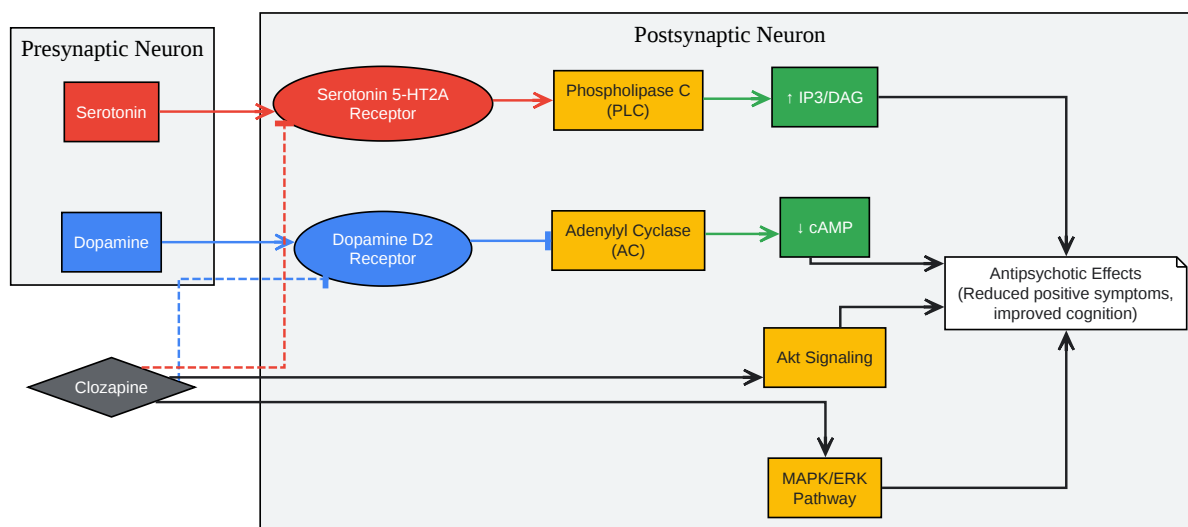 Presynaptic Neuron
Postsynaptic Neuron
Serotonin
Serotonin 5-HT2A
Receptor
Phospholipase C
(PLC)
↑ IP3/DAG
Dopamine
Dopamine D2
Receptor
Adenylyl Cyclase
(AC)
↓ cAMP
Antipsychotic Effects
(Reduced positive symptoms,
improved cognition)
Akt Signaling
Clozapine
MAPK/ERK
Pathway